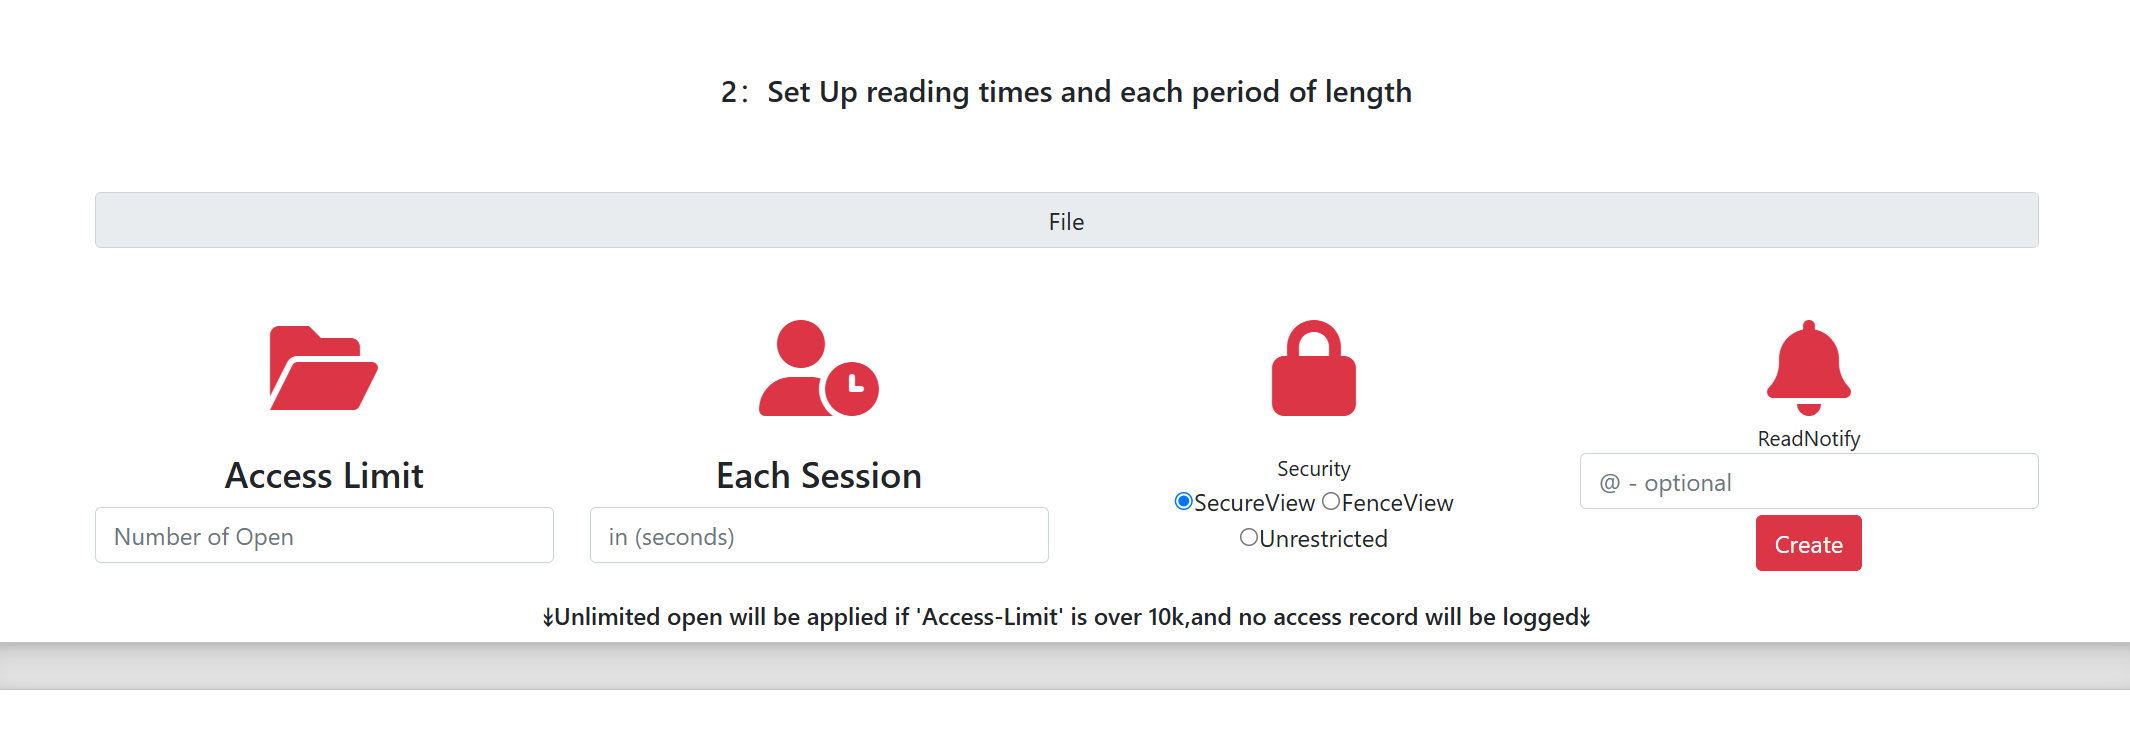 2：Set Up reading times and each period of length
File
Access Limit
Number of Open
Each Session
in (seconds)
Security
SecureView FenceView
Unrestricted
ReadNotify
@ - optional
Create
↡Unlimited open will be applied if 'Access-Limit' is over 10k,and no access record will be logged↡